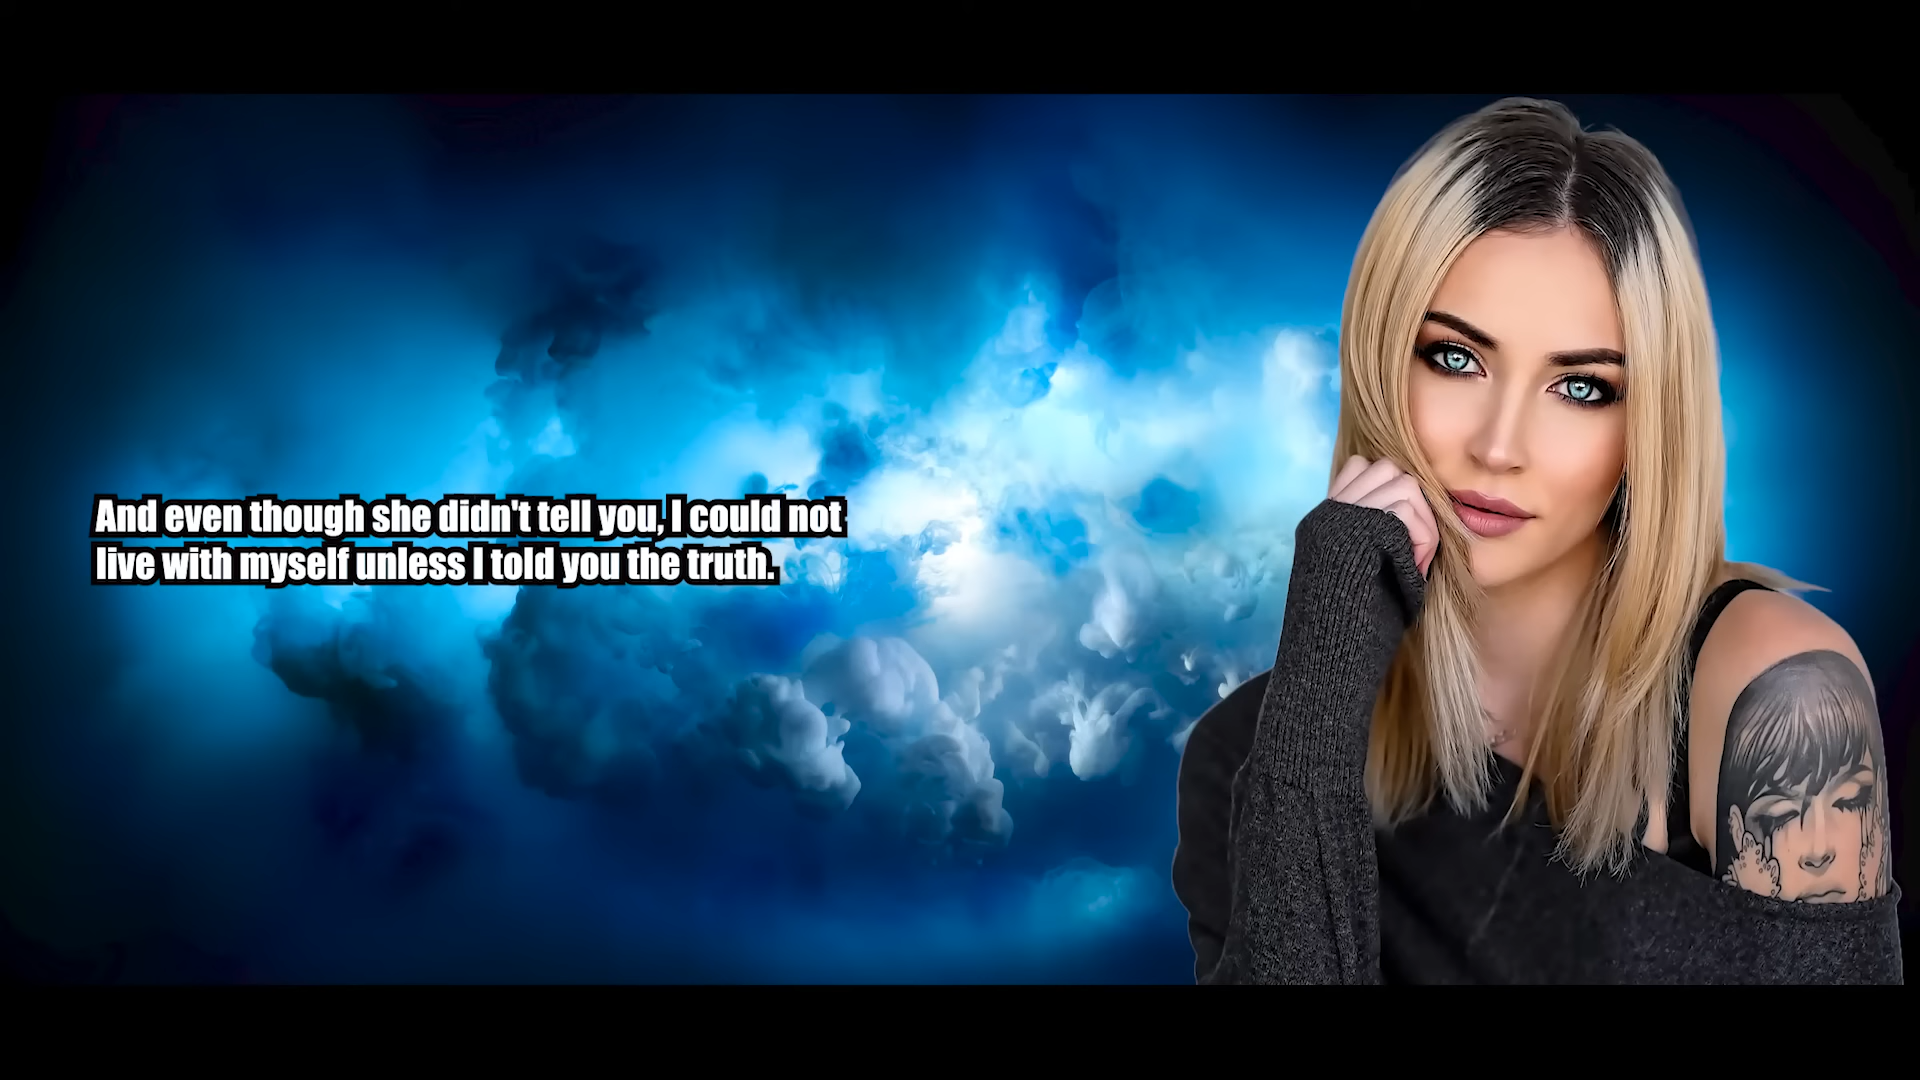 And even though she didn't tell you, I could not
live with myself unless I told you the truth.